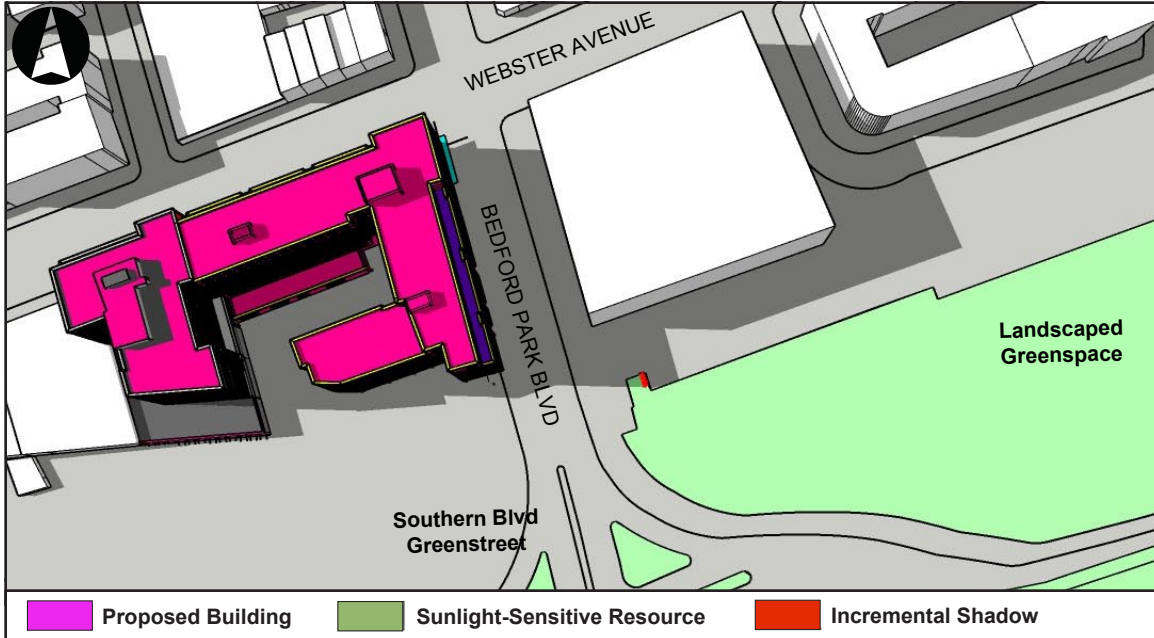 WEBSTER AVENUE
BEDFORD PARK BLVD
Landscaped
Greenspace
Southern Blvd
Greenstreet
Proposed Building
Sunlight-Sensitive Resource
Incremental Shadow